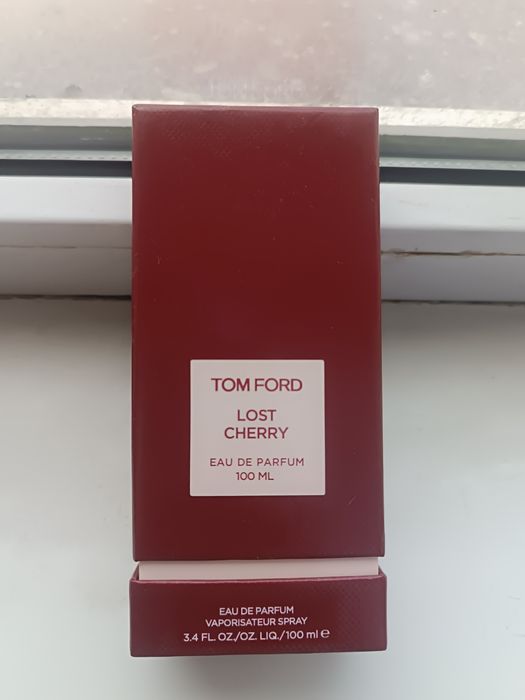 TOM FORD
LOST
CHERRY
EAU DE PARFUM
100 ML
EAU DE PARFUM
VAPORISATEUR SPRAY
3.4 FL. OZ./OZ. LIQ./100 ml ℮